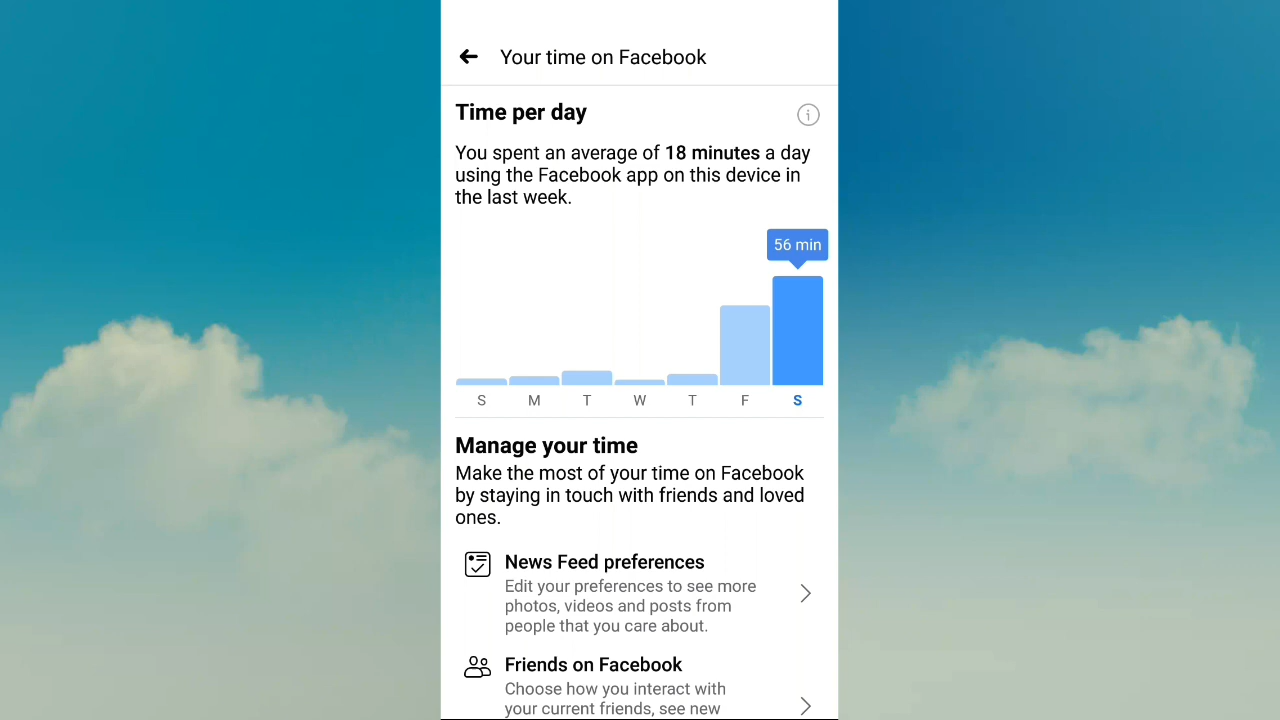 Your time on Facebook
Time per day
You spent an average of 18 minutes a day
using the Facebook app on this device in
the last week.
56 min
S M T W T F S
Manage your time
Make the most of your time on Facebook
by staying in touch with friends and loved
ones.
News Feed preferences
Edit your preferences to see more
photos, videos and posts from
people that you care about.
Friends on Facebook
Choose how you interact with
your current friends, see new